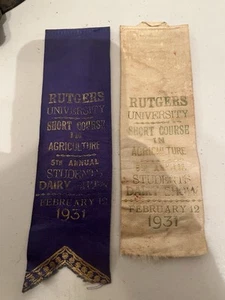 RUTGERS
UNIVERSITY
SHORT COURSE
IN
AGRICULTURE
5TH ANNUAL
STUDENTS
DAIRY SHOW
FEBRUARY 12
1931
RUTGERS
UNIVERSITY
SHORT COURSE
IN
AGRICULTURE
ANNUAL
STUDENTS
DAIRY SHOW
FEBRUARY 12
1931